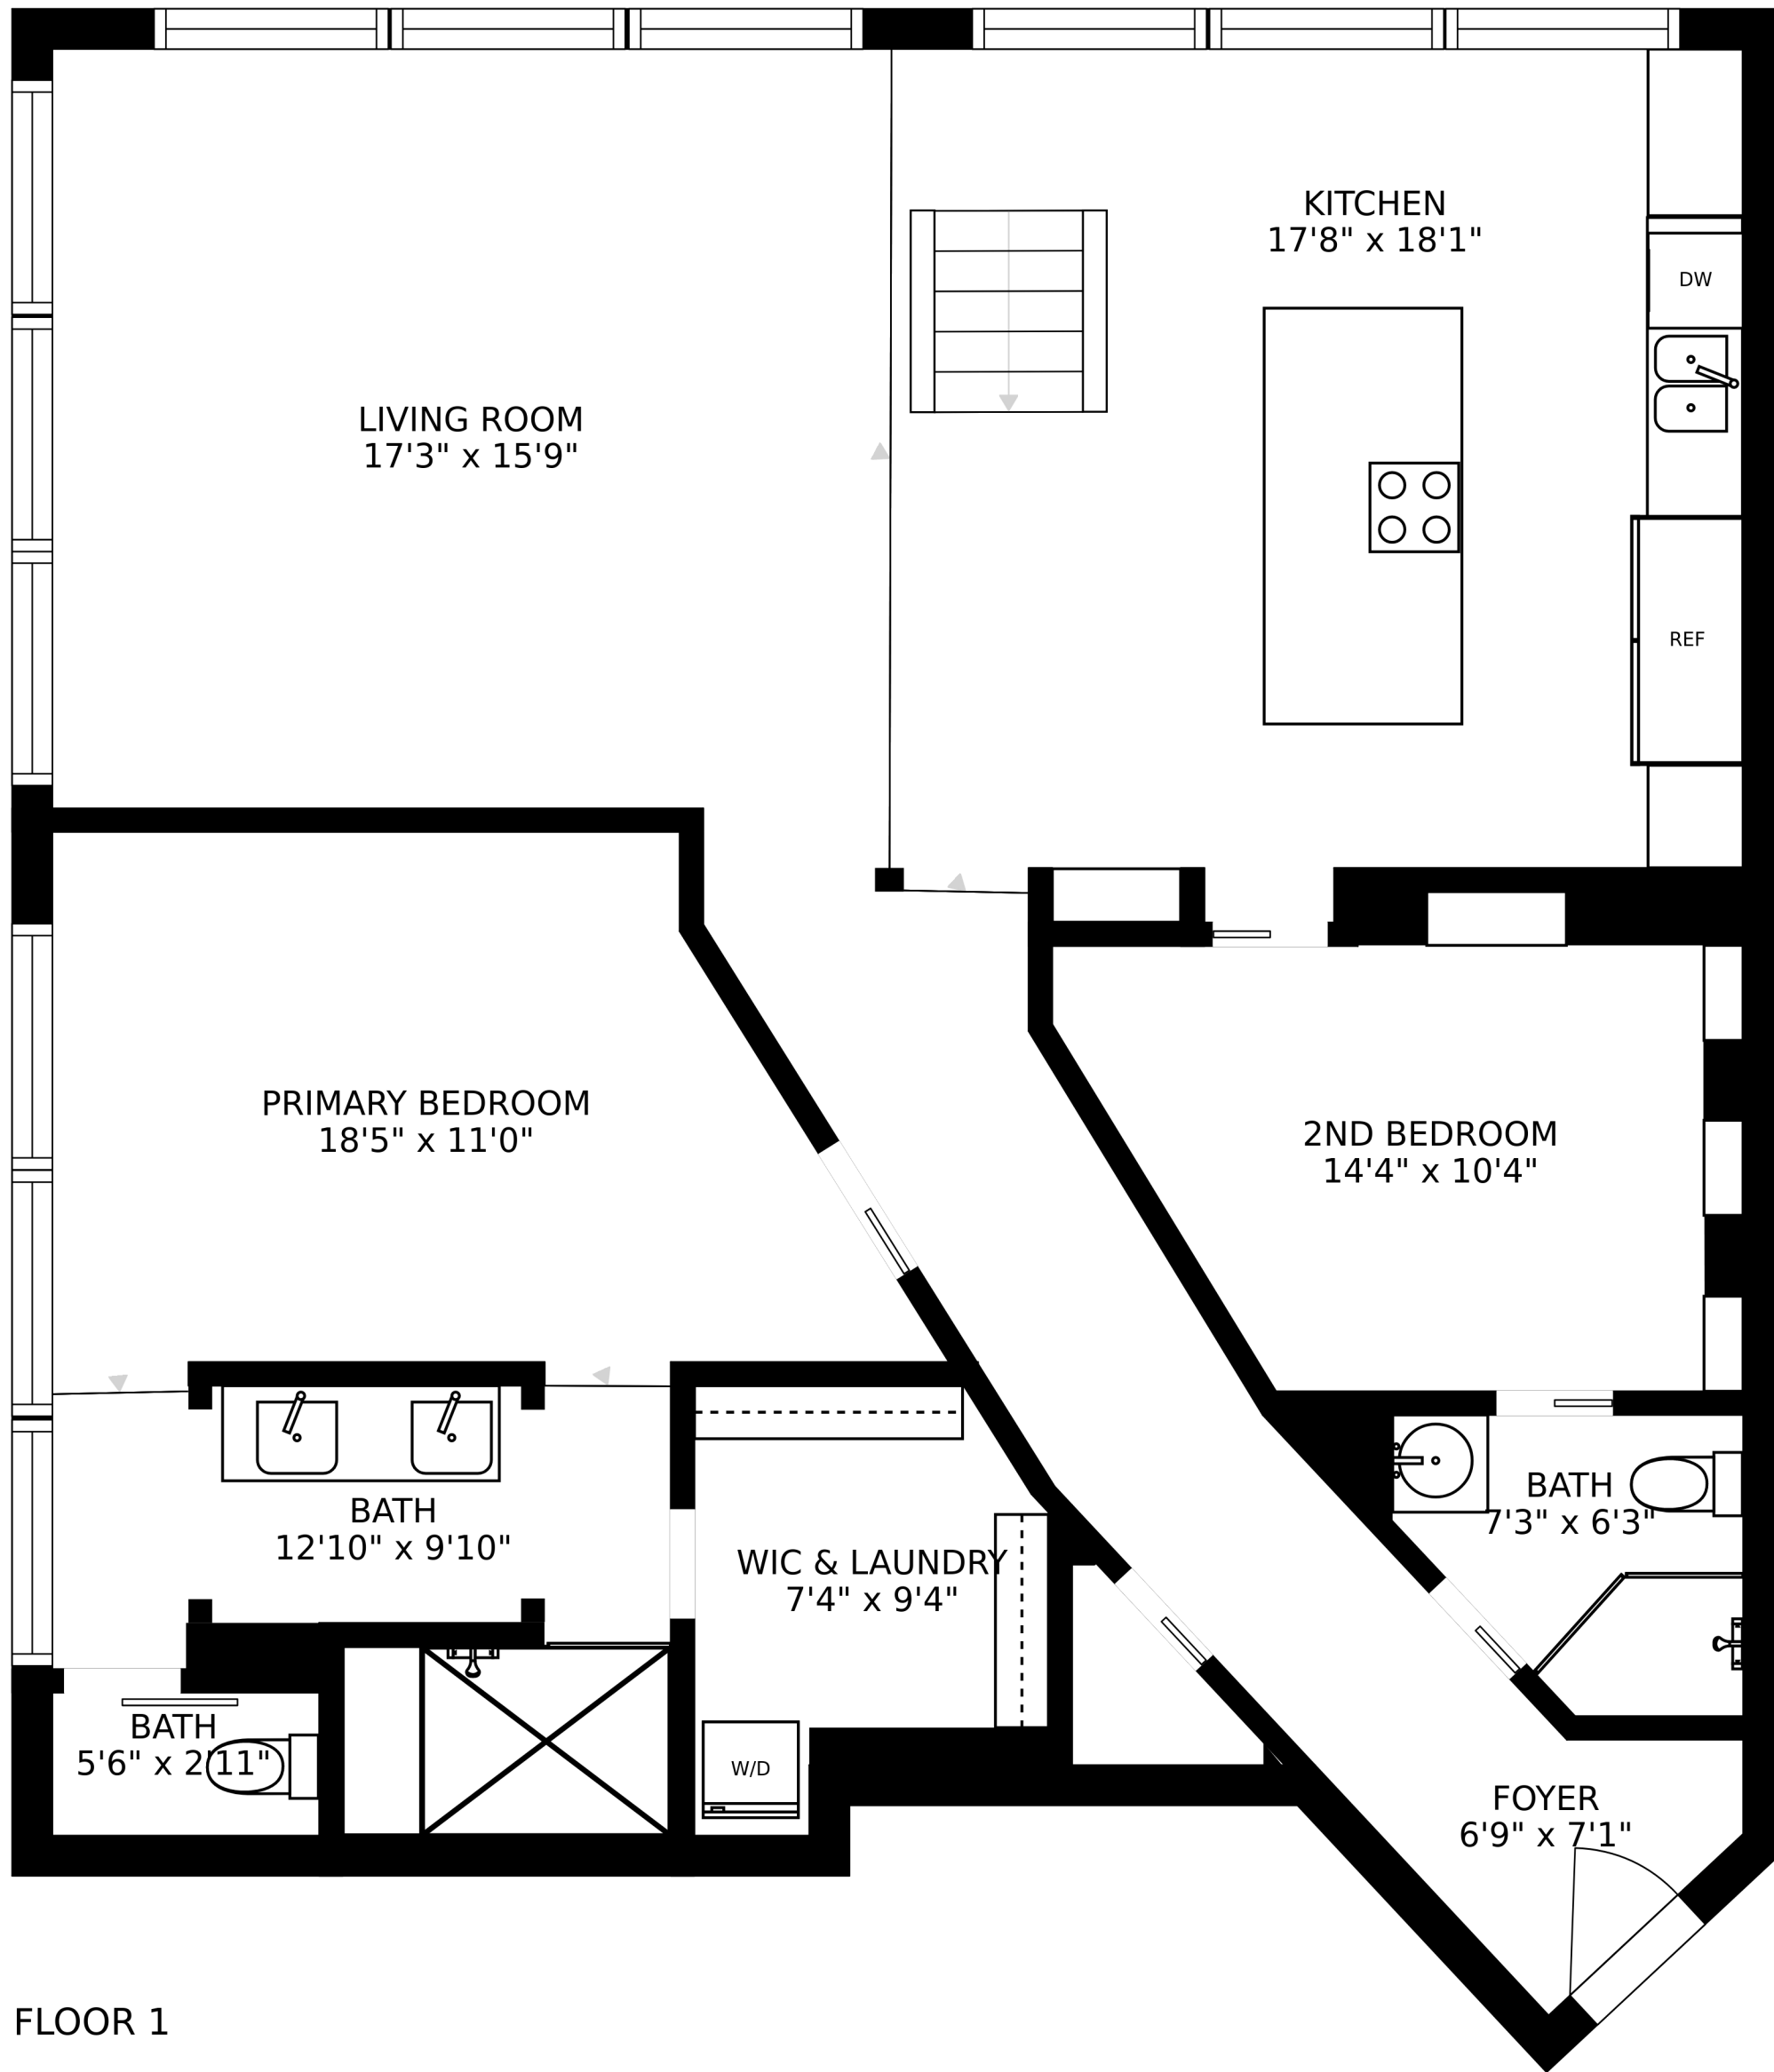 KITCHEN
17'8" x 18'1"
DW
LIVING ROOM
17'3" x 15'9"
REF
PRIMARY BEDROOM
18'5" x 11'0"
2ND BEDROOM
14'4" x 10'4"
BATH
12'10" x 9'10"
BATH
7'3" x 6'3"
WIC & LAUNDRY
7'4" x 9'4"
BATH
5'6" x 2'11"
W/D
FOYER
6'9" x 7'1"
FLOOR 1